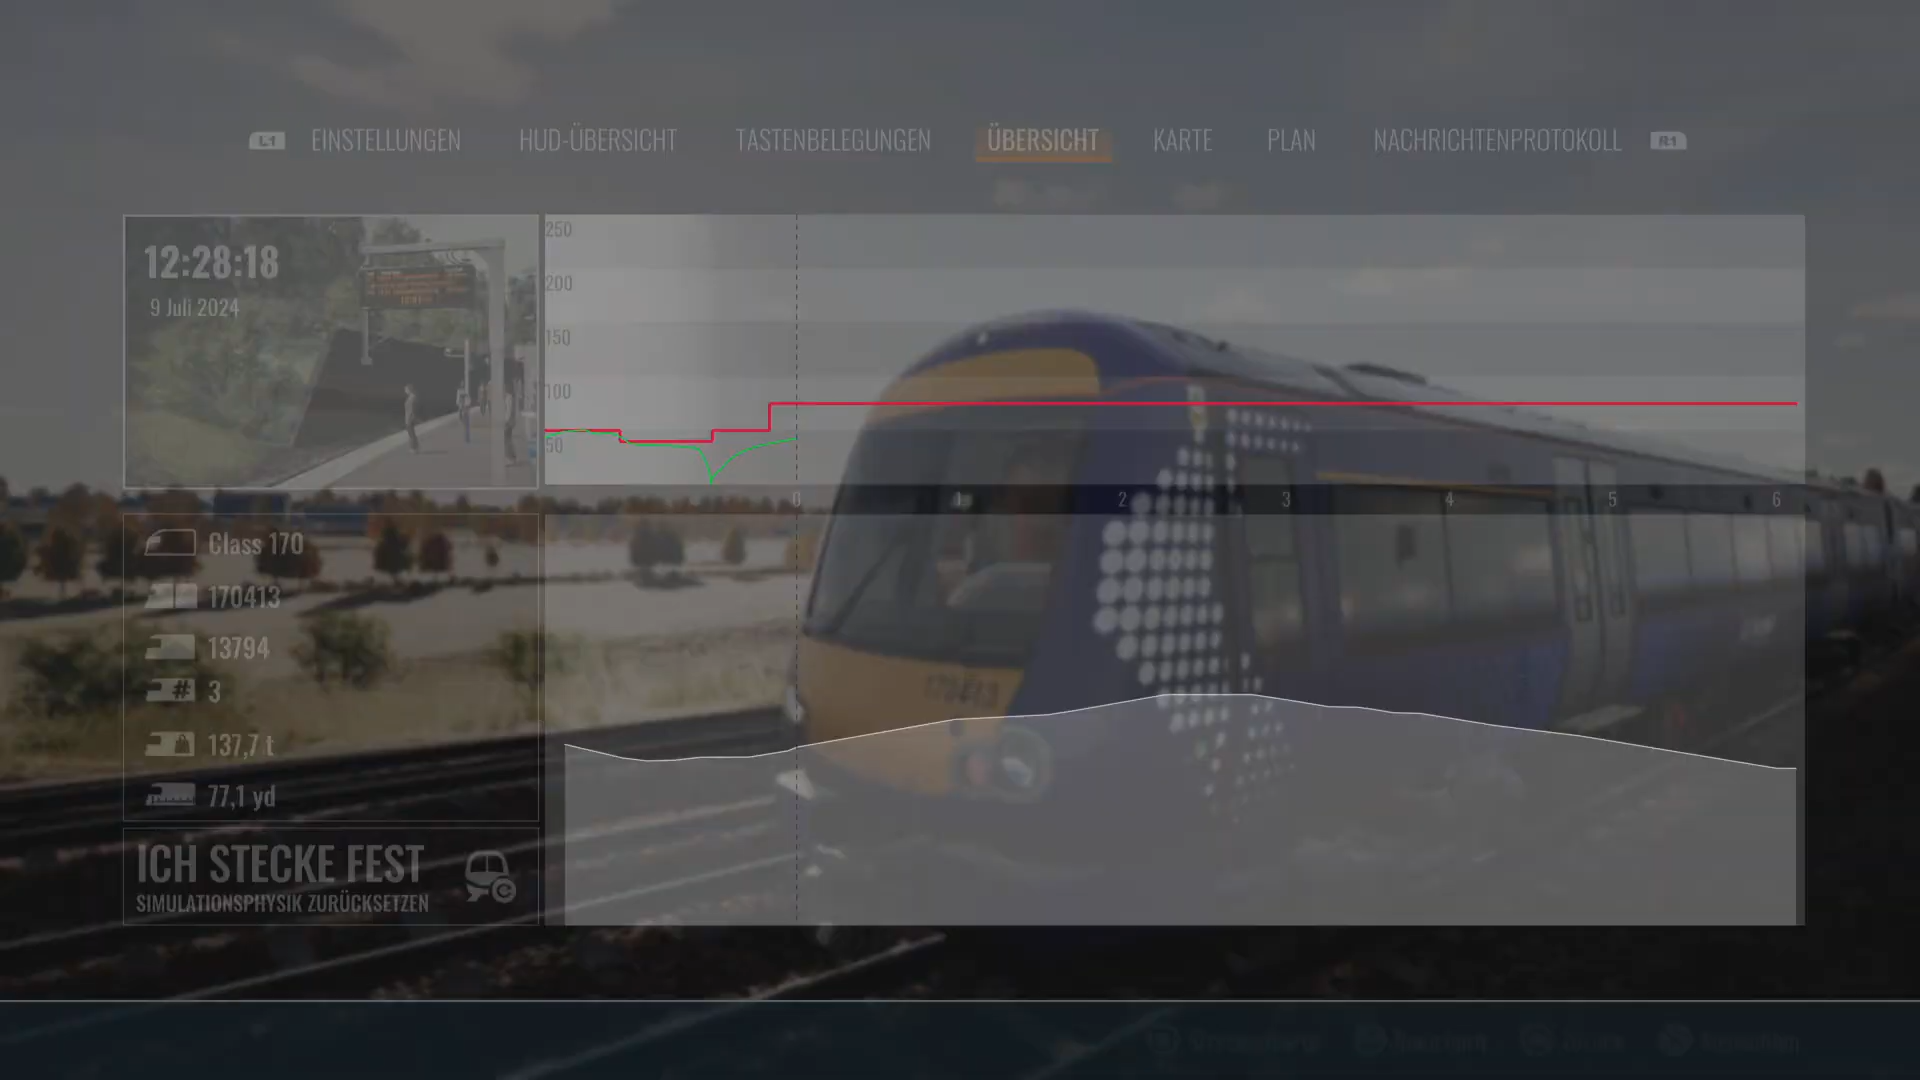 L1 EINSTELLUNGEN HUD-ÜBERSICHT TASTENBELEGUNGEN ÜBERSICHT KARTE PLAN NACHRICHTENPROTOKOLL R1
12:28:18
9 Juli 2024
250
200
150
100
50
0 1 2 3 4 5 6
Class 170
170413
13794
# 3
137,7 t
77,1 yd
ICH STECKE FEST
SIMULATIONSPHYSIK ZURÜCKSETZEN